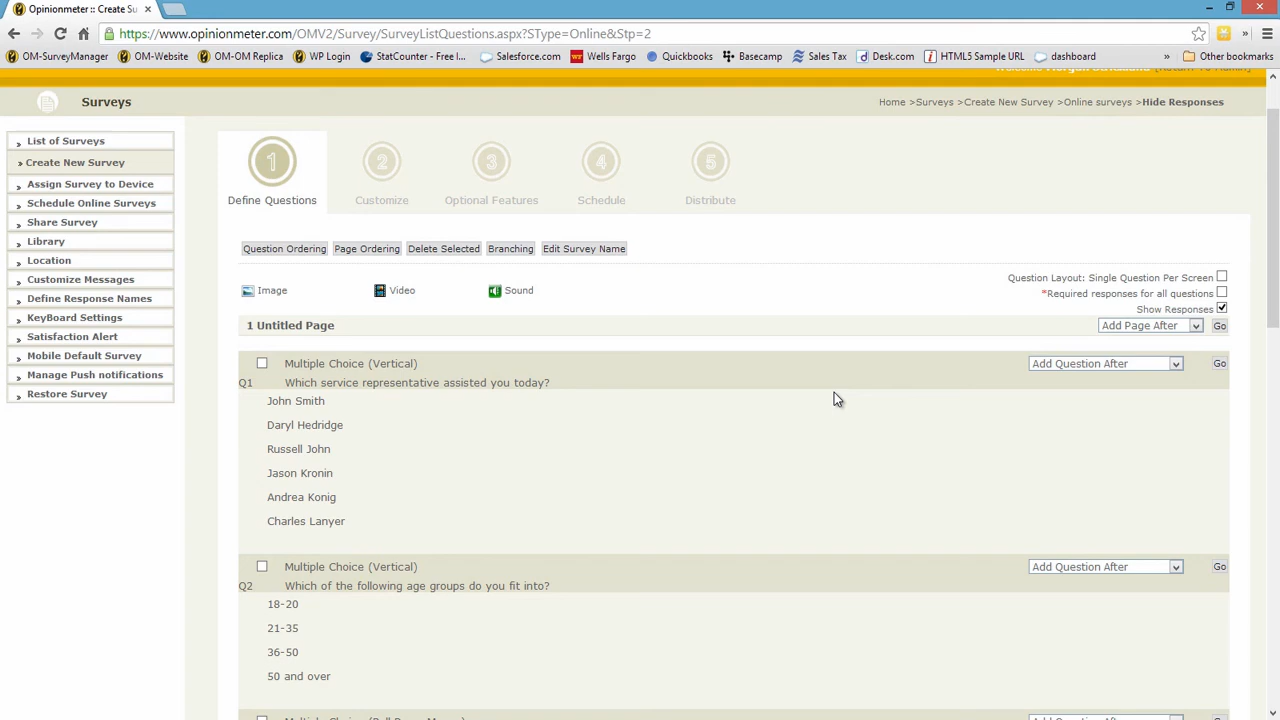 Opinionmeter :: Create Su
https://www.opinionmeter.com/OMV2/Survey/SurveyListQuestions.aspx?SType=Online&Stp=2
OM-SurveyManager OM-Website OM-OM Replica WP Login StatCounter - Free I... Salesforce.com Wells Fargo Quickbooks Basecamp Sales Tax Desk.com HTML5 Sample URL dashboard » Other bookmarks
Surveys
Home >Surveys >Create New Survey >Online surveys >Hide Responses
List of Surveys
Create New Survey
Assign Survey to Device
Schedule Online Surveys
Share Survey
Library
Location
Customize Messages
Define Response Names
KeyBoard Settings
Satisfaction Alert
Mobile Default Survey
Manage Push notifications
Restore Survey
1 2 3 4 5
Define Questions Customize Optional Features Schedule Distribute
Question Ordering Page Ordering Delete Selected Branching Edit Survey Name
Image Video Sound
Question Layout: Single Question Per Screen
*Required responses for all questions
Show Responses
1 Untitled Page Add Page After Go
Multiple Choice (Vertical) Add Question After Go
Q1 Which service representative assisted you today?
John Smith
Daryl Hedridge
Russell John
Jason Kronin
Andrea Konig
Charles Lanyer
Multiple Choice (Vertical) Add Question After Go
Q2 Which of the following age groups do you fit into?
18-20
21-35
36-50
50 and over